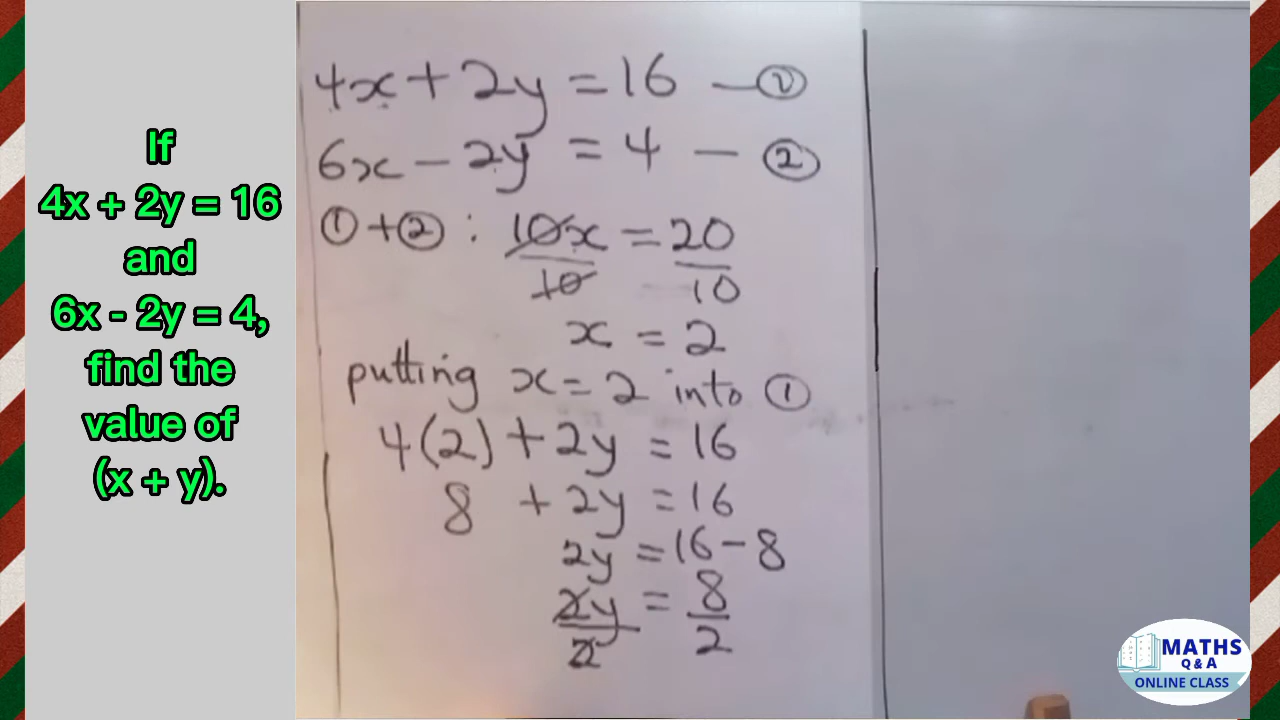 If
4x + 2y = 16
and
6x - 2y = 4,
find the
value of
(x + y).
4x + 2y = 16 — ①
6x - 2y = 4 — ②
① + ② : 10x = 20
10 10
x = 2
putting x = 2 into ①
4(2) + 2y = 16
8 + 2y = 16
2y = 16 - 8
2y = 8
2 2
MATHS
Q & A
ONLINE CLASS